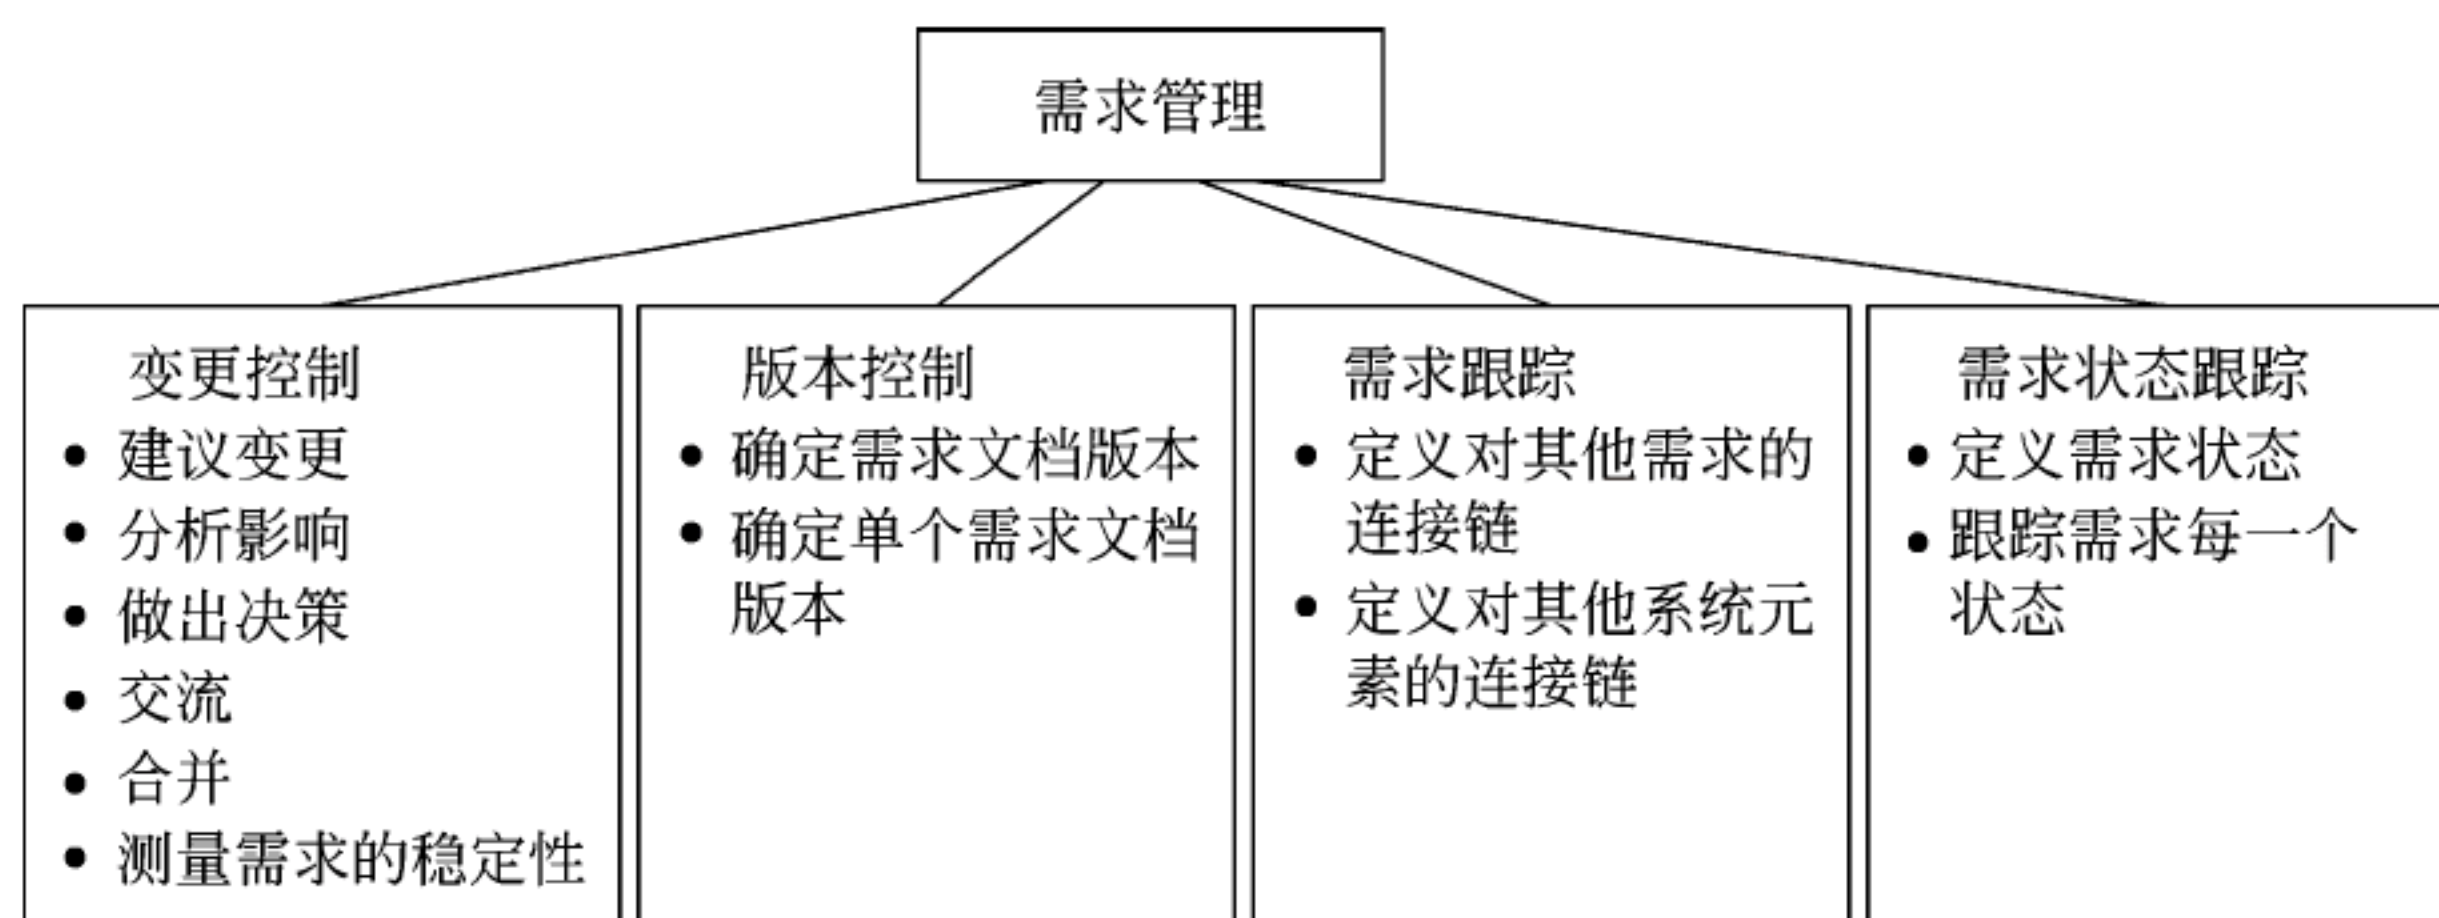 需求管理
变更控制
• 建议变更
• 分析影响
• 做出决策
• 交流
• 合并
• 测量需求的稳定性
版本控制
• 确定需求文档版本
• 确定单个需求文档
版本
需求跟踪
• 定义对其他需求的
连接链
• 定义对其他系统元
素的连接链
需求状态跟踪
• 定义需求状态
• 跟踪需求每一个
状态